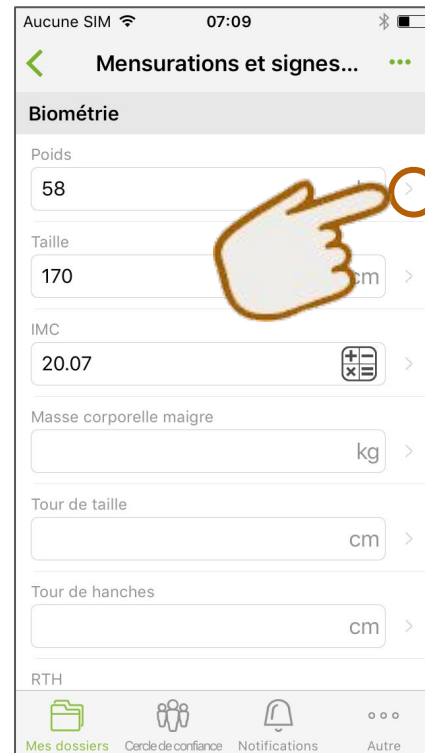 Aucune SIM 07:09
Mensurations et signes...
Biométrie
Poids
58
Taille
170 cm
IMC
20.07
Masse corporelle maigre
kg
Tour de taille
cm
Tour de hanches
cm
RTH
Mes dossiers Cercle de confiance Notifications Autre